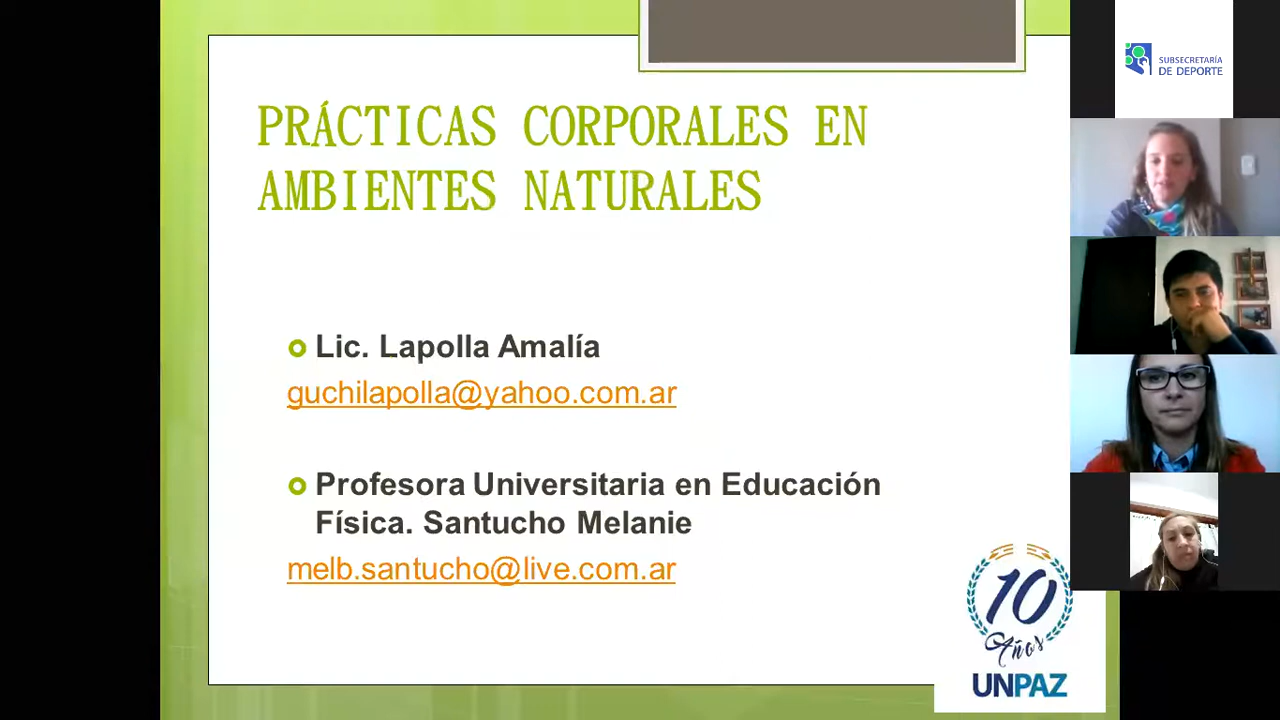 PRÁCTICAS CORPORALES EN
AMBIENTES NATURALES
Lic. Lapolla Amalía
guchilapolla@yahoo.com.ar
Profesora Universitaria en Educación
Física. Santucho Melanie
melb.santucho@live.com.ar
10
Años
UNPAZ
SUBSECRETARÍA
DE DEPORTE